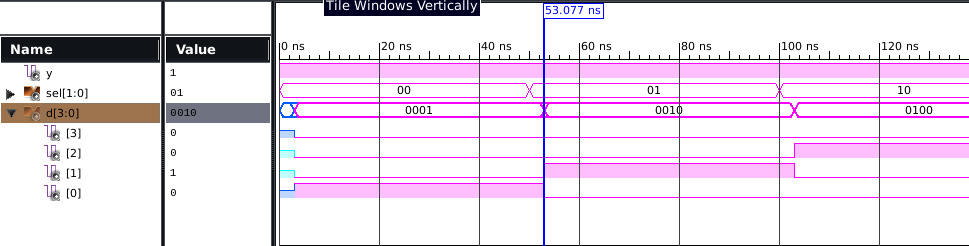 Tile Windows Vertically
53.077 ns
Name Value
0 ns 20 ns 40 ns 60 ns 80 ns 100 ns 120 ns
y 1
sel[1:0] 01 00 01 10
d[3:0] 0010 0001 0010 0100
[3] 0
[2] 0
[1] 1
[0] 0